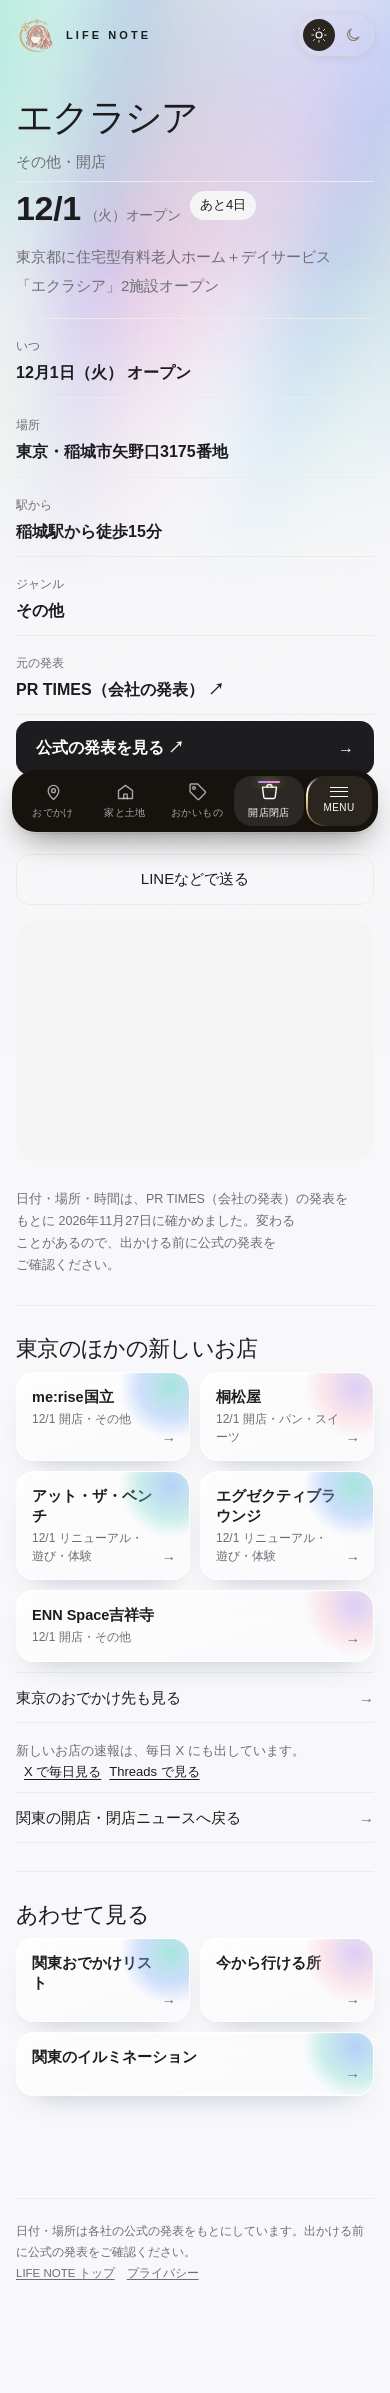 LIFE NOTE
エクラシア
その他・開店
12/1 （火）オープン あと4日
東京都に住宅型有料老人ホーム＋デイサービス
「エクラシア」2施設オープン
いつ
12月1日（火） オープン
場所
東京・稲城市矢野口3175番地
駅から
稲城駅から徒歩15分
ジャンル
その他
元の発表
PR TIMES（会社の発表） ↗
公式の発表を見る ↗ →
おでかけ 家と土地 おかいもの 開店閉店 MENU
LINEなどで送る
日付・場所・時間は、PR TIMES（会社の発表）の発表を
もとに 2026年11月27日に確かめました。変わる
ことがあるので、出かける前に公式の発表を
ご確認ください。
東京のほかの新しいお店
me:rise国立
12/1 開店・その他
→
桐松屋
12/1 開店・パン・スイ
ーツ
→
アット・ザ・ベン
チ
12/1 リニューアル・
遊び・体験
→
エグゼクティブラ
ウンジ
12/1 リニューアル・
遊び・体験
→
ENN Space吉祥寺
12/1 開店・その他
→
東京のおでかけ先も見る →
新しいお店の速報は、毎日 X にも出しています。
X で毎日見る Threads で見る
関東の開店・閉店ニュースへ戻る →
あわせて見る
関東おでかけリス
ト
→
今から行ける所
→
関東のイルミネーション
→
日付・場所は各社の公式の発表をもとにしています。出かける前
に公式の発表をご確認ください。
LIFE NOTE トップ プライバシー